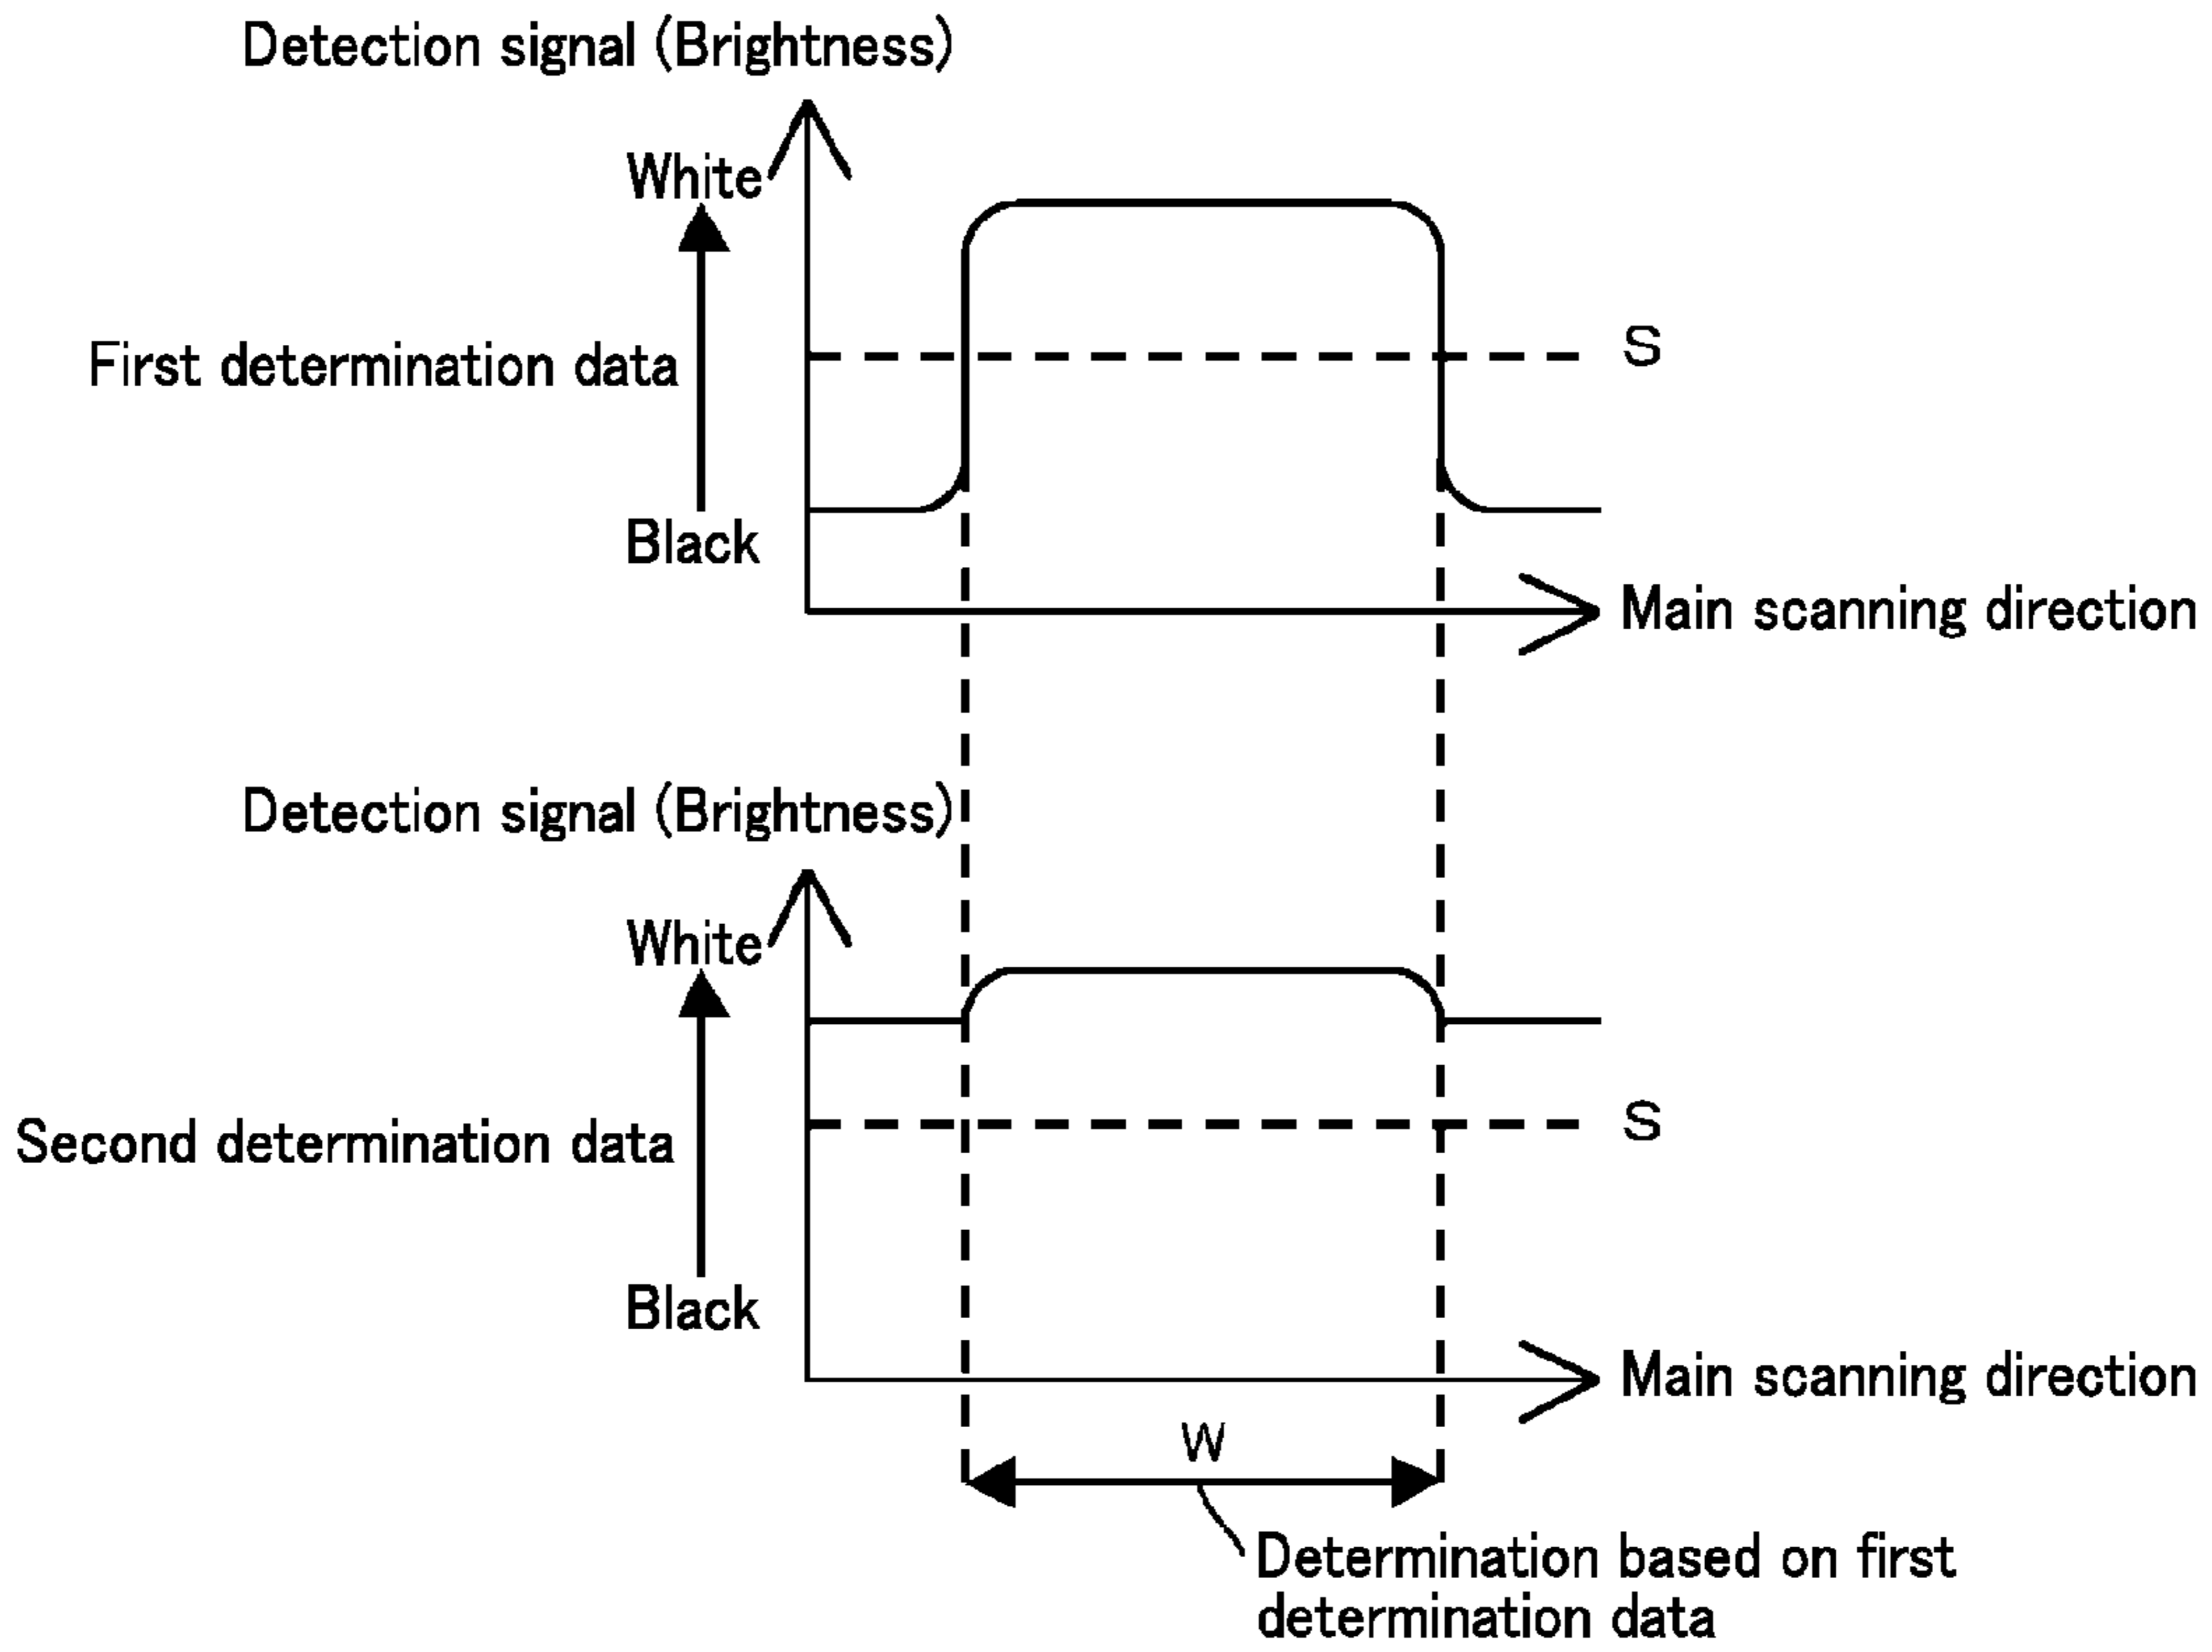 Detection signal (Brightness)
White
First determination data
S
Black
Main scanning direction
Detection signal (Brightness)
White
Second determination data
S
Black
Main scanning direction
W
Determination based on first
determination data